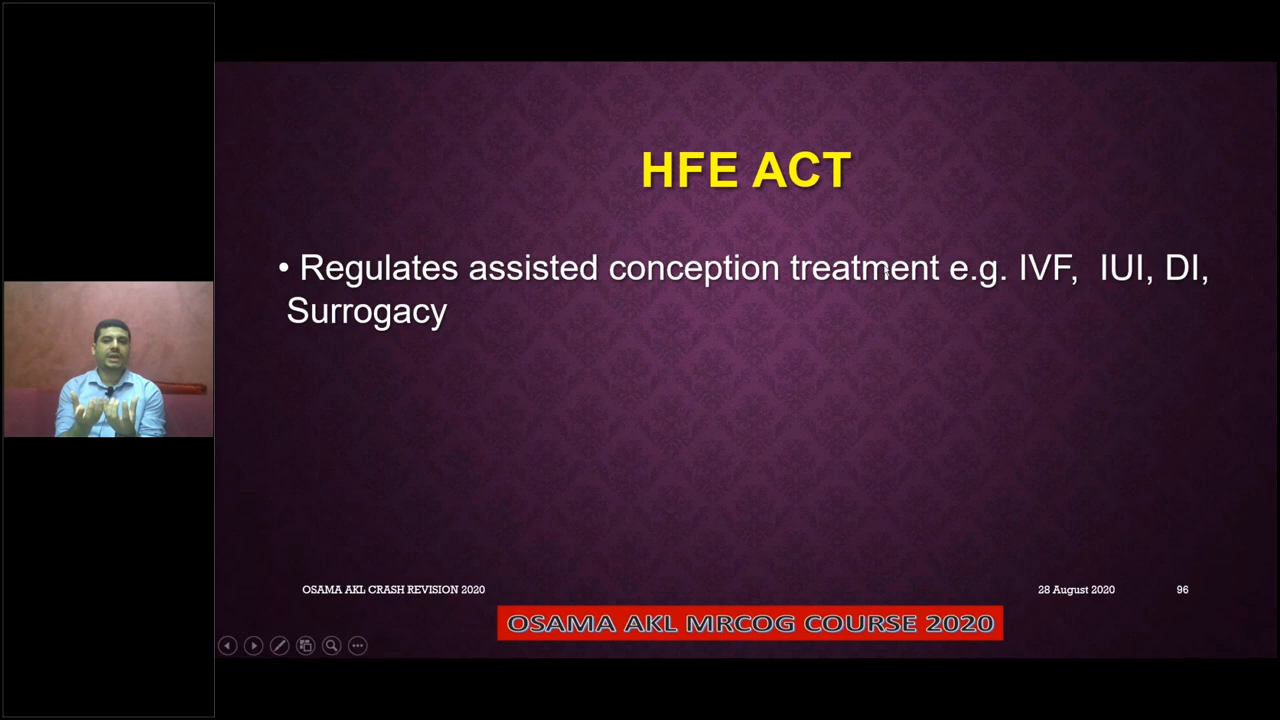 HFE ACT
• Regulates assisted conception treatment e.g. IVF, IUI, DI,
Surrogacy
OSAMA AKL CRASH REVISION 2020
28 August 2020
96
OSAMA AKL MRCOG COURSE 2020